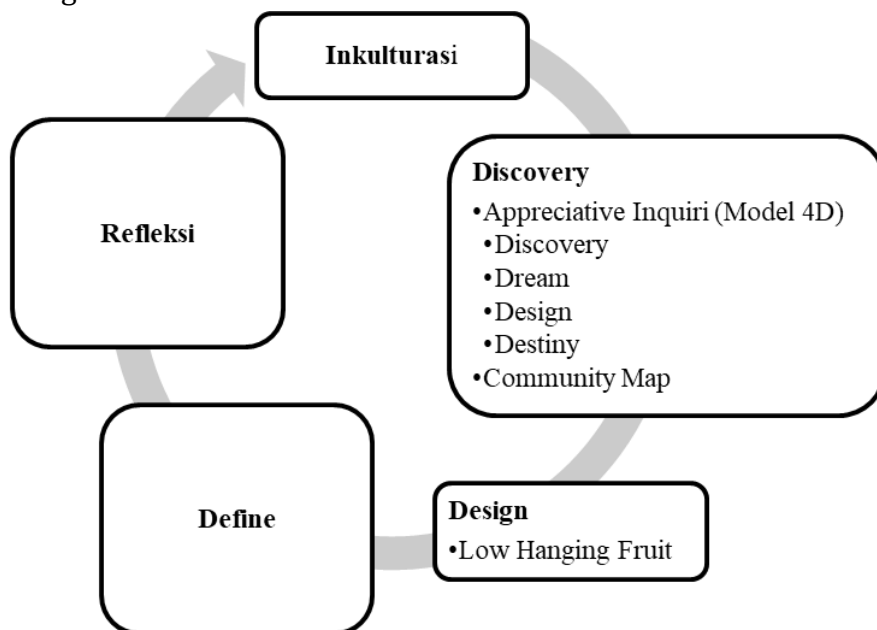 Inkulturasi
Discovery
•Appreciative Inquiri (Model 4D)
•Discovery
•Dream
•Design
•Destiny
•Community Map
Design
•Low Hanging Fruit
Define
Refleksi